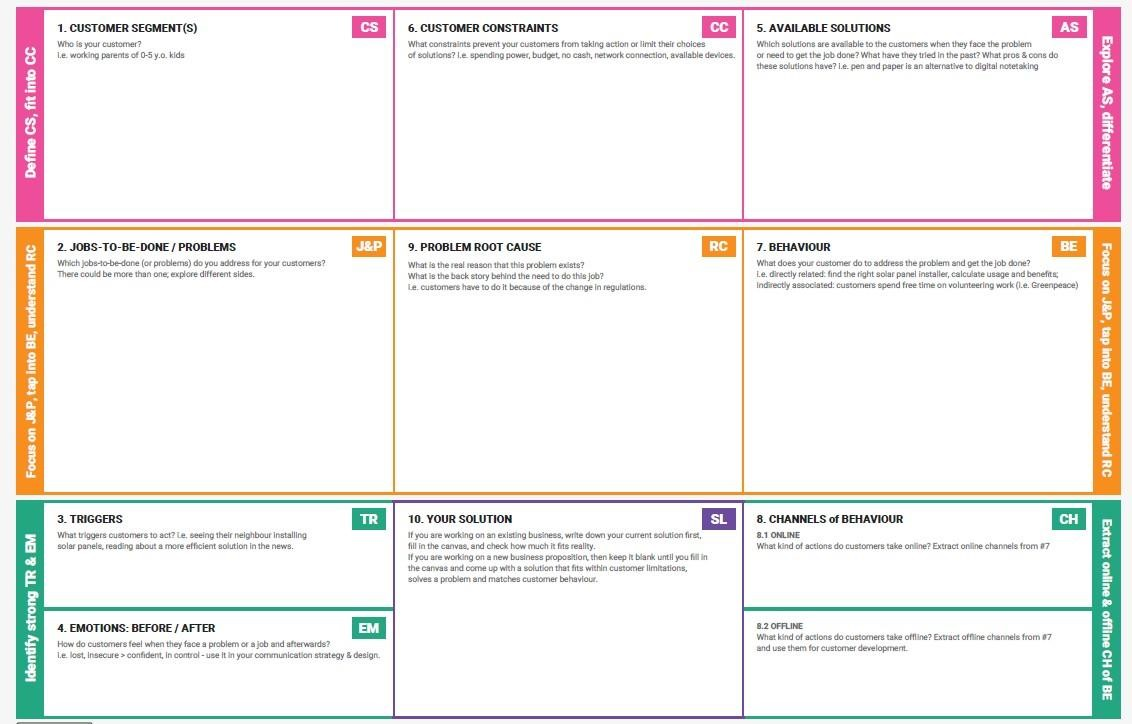 Define CS, fit into CC
1. CUSTOMER SEGMENT(S)
CS
Who is your customer?
i.e. working parents of 0-5 y.o. kids
6. CUSTOMER CONSTRAINTS
CC
What constraints prevent your customers from taking action or limit their choices
of solutions? i.e. spending power, budget, no cash, network connection, available devices.
5. AVAILABLE SOLUTIONS
AS
Which solutions are available to the customers when they face the problem
or need to get the job done? What have they tried in the past? What pros & cons do
these solutions have? i.e. pen and paper is an alternative to digital notetaking
Explore AS, differentiate
Focus on J&P, tap into BE, understand RC
2. JOBS-TO-BE-DONE / PROBLEMS
J&P
Which jobs-to-be-done (or problems) do you address for your customers?
There could be more than one; explore different sides.
9. PROBLEM ROOT CAUSE
RC
What is the real reason that this problem exists?
What is the back story behind the need to do this job?
i.e. customers have to do it because of the change in regulations.
7. BEHAVIOUR
BE
What does your customer do to address the problem and get the job done?
i.e. directly related: find the right solar panel installer, calculate usage and benefits;
indirectly associated: customers spend free time on volunteering work (i.e. Greenpeace)
Focus on J&P, tap into BE, understand RC
Identify strong TR & EM
3. TRIGGERS
TR
What triggers customers to act? i.e. seeing their neighbour installing
solar panels, reading about a more efficient solution in the news.
4. EMOTIONS: BEFORE / AFTER
EM
How do customers feel when they face a problem or a job and afterwards?
i.e. lost, insecure > confident, in control - use it in your communication strategy & design.
10. YOUR SOLUTION
SL
If you are working on an existing business, write down your current solution first,
fill in the canvas, and check how much it fits reality.
If you are working on a new business proposition, then keep it blank until you fill in
the canvas and come up with a solution that fits within customer limitations,
solves a problem and matches customer behaviour.
8. CHANNELS of BEHAVIOUR
CH
8.1 ONLINE
What kind of actions do customers take online? Extract online channels from #7
8.2 OFFLINE
What kind of actions do customers take offline? Extract offline channels from #7
and use them for customer development.
Extract online & offline CH of BE